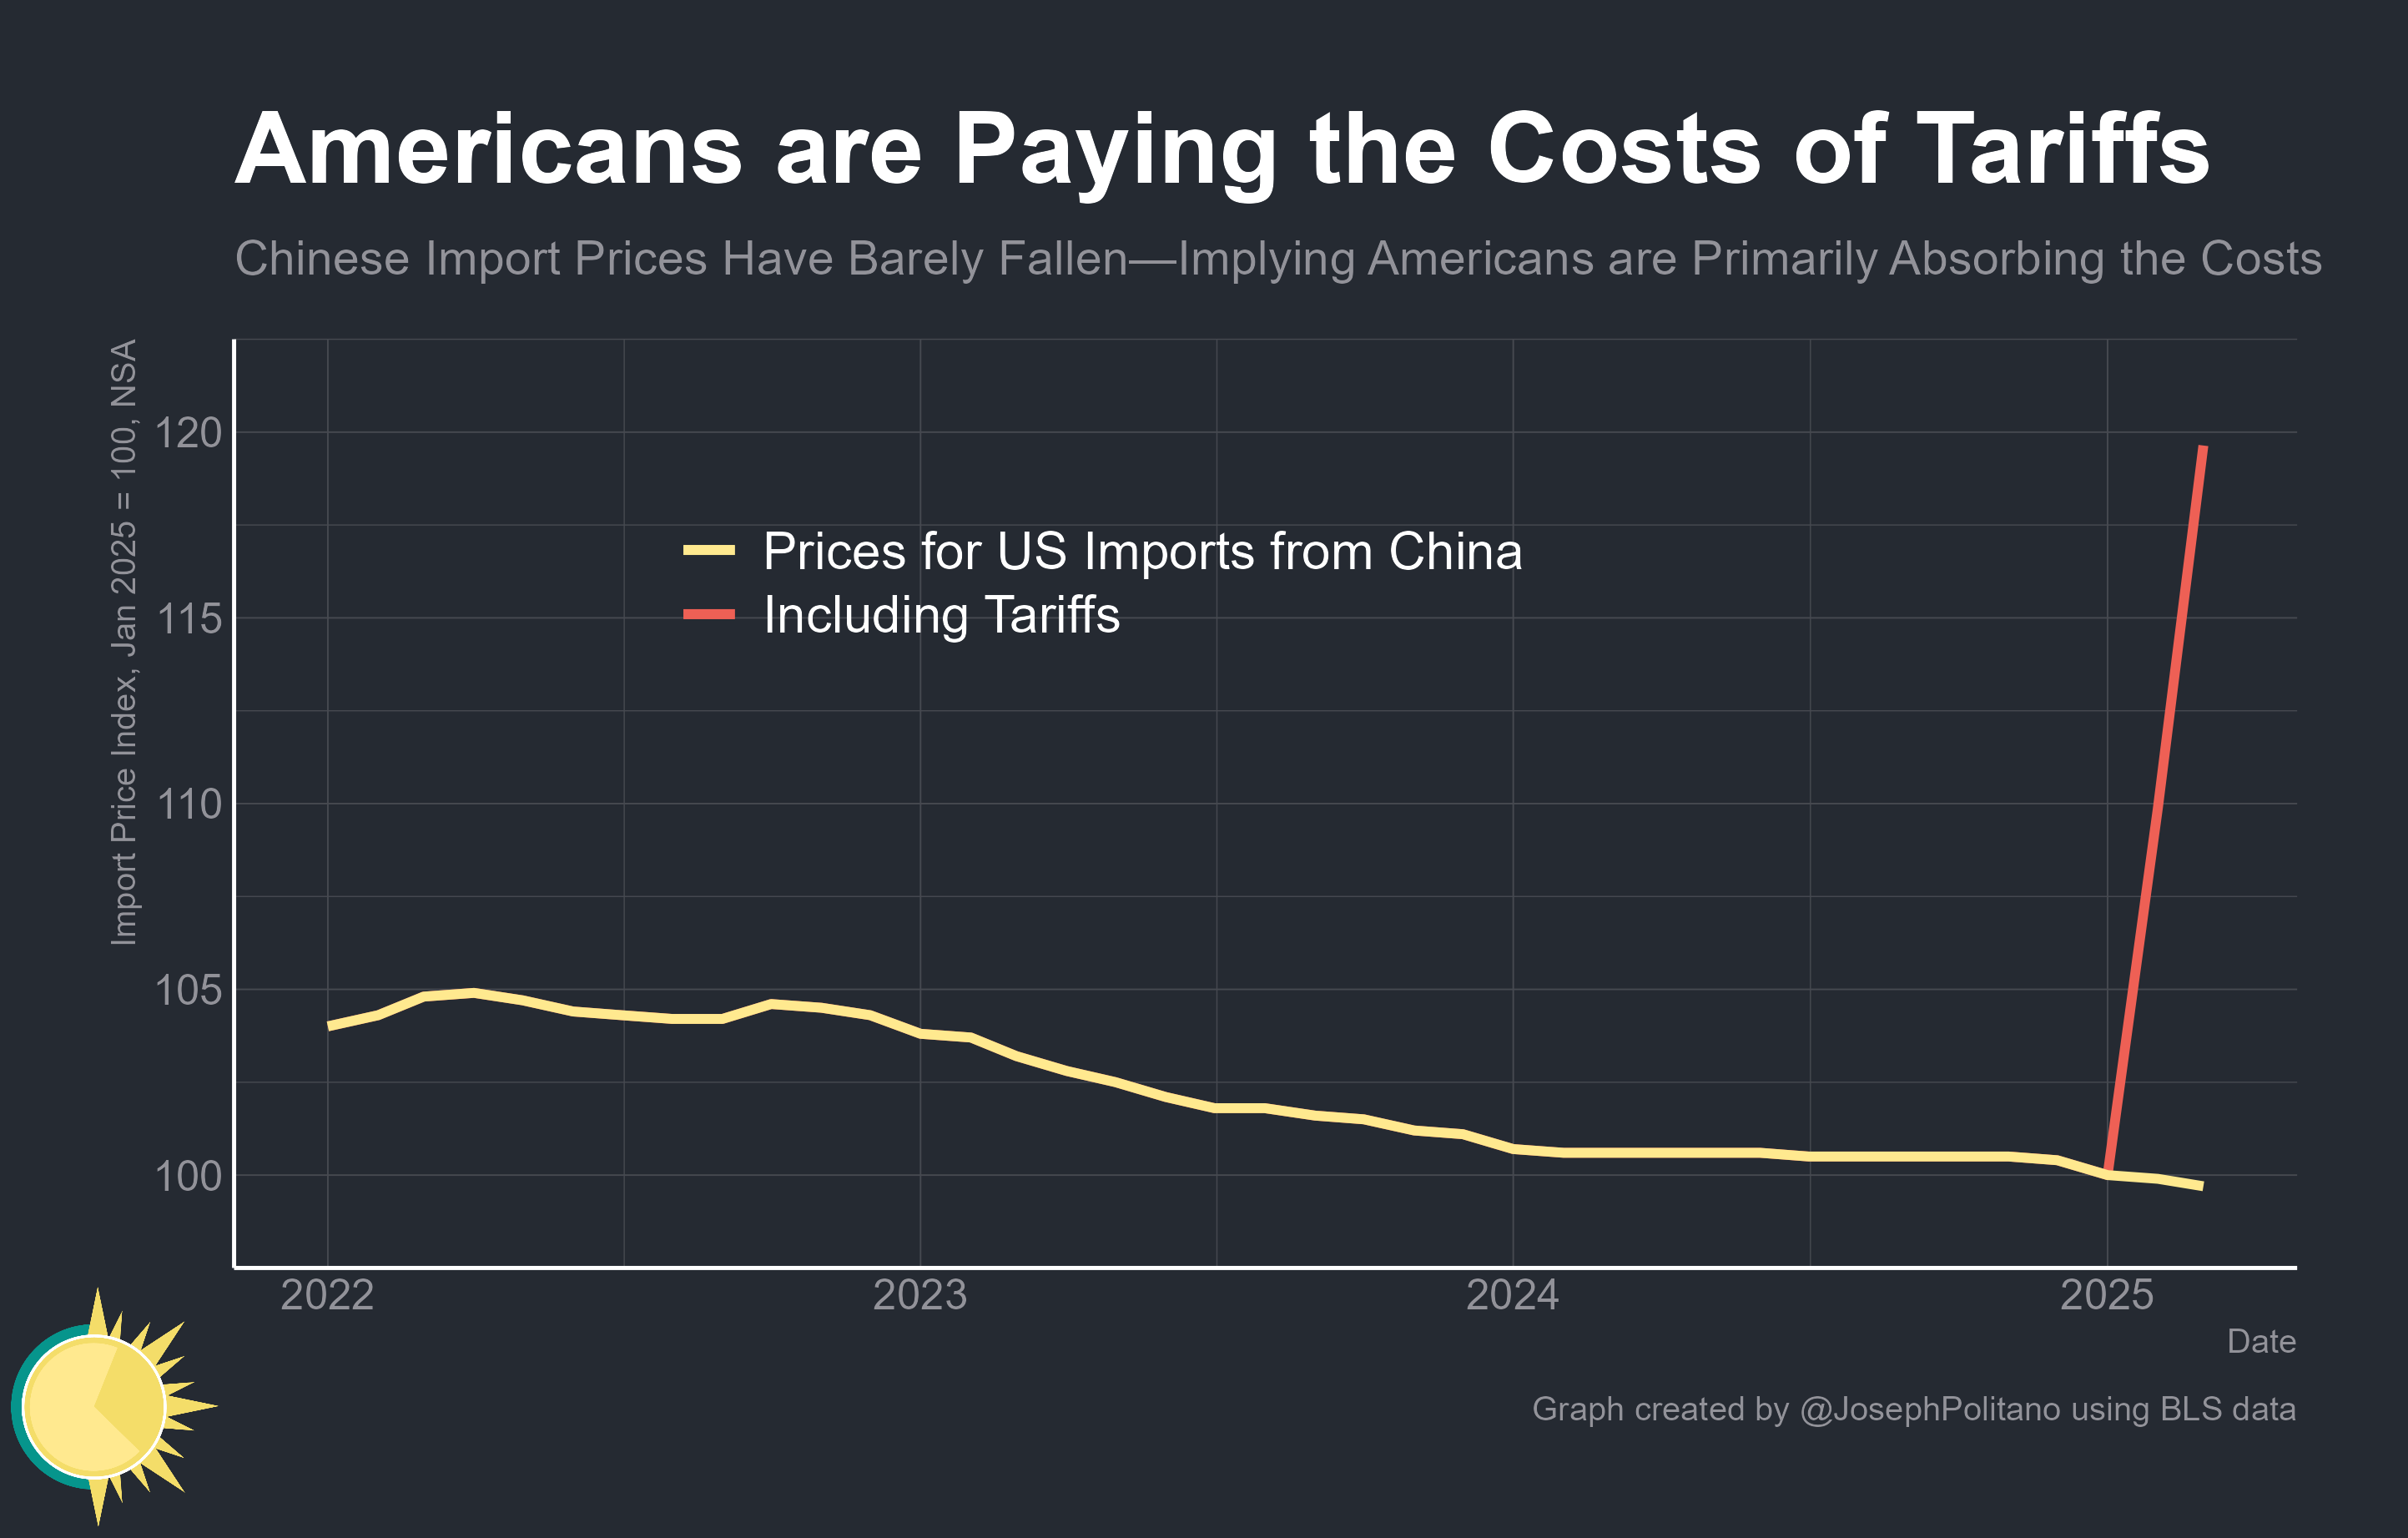 Americans are Paying the Costs of Tariffs
Chinese Import Prices Have Barely Fallen—Implying Americans are Primarily Absorbing the Costs
Import Price Index, Jan 2025 = 100, NSA
120
115
110
105
100
Prices for US Imports from China
Including Tariffs
2022
2023
2024
2025
Date
Graph created by @JosephPolitano using BLS data